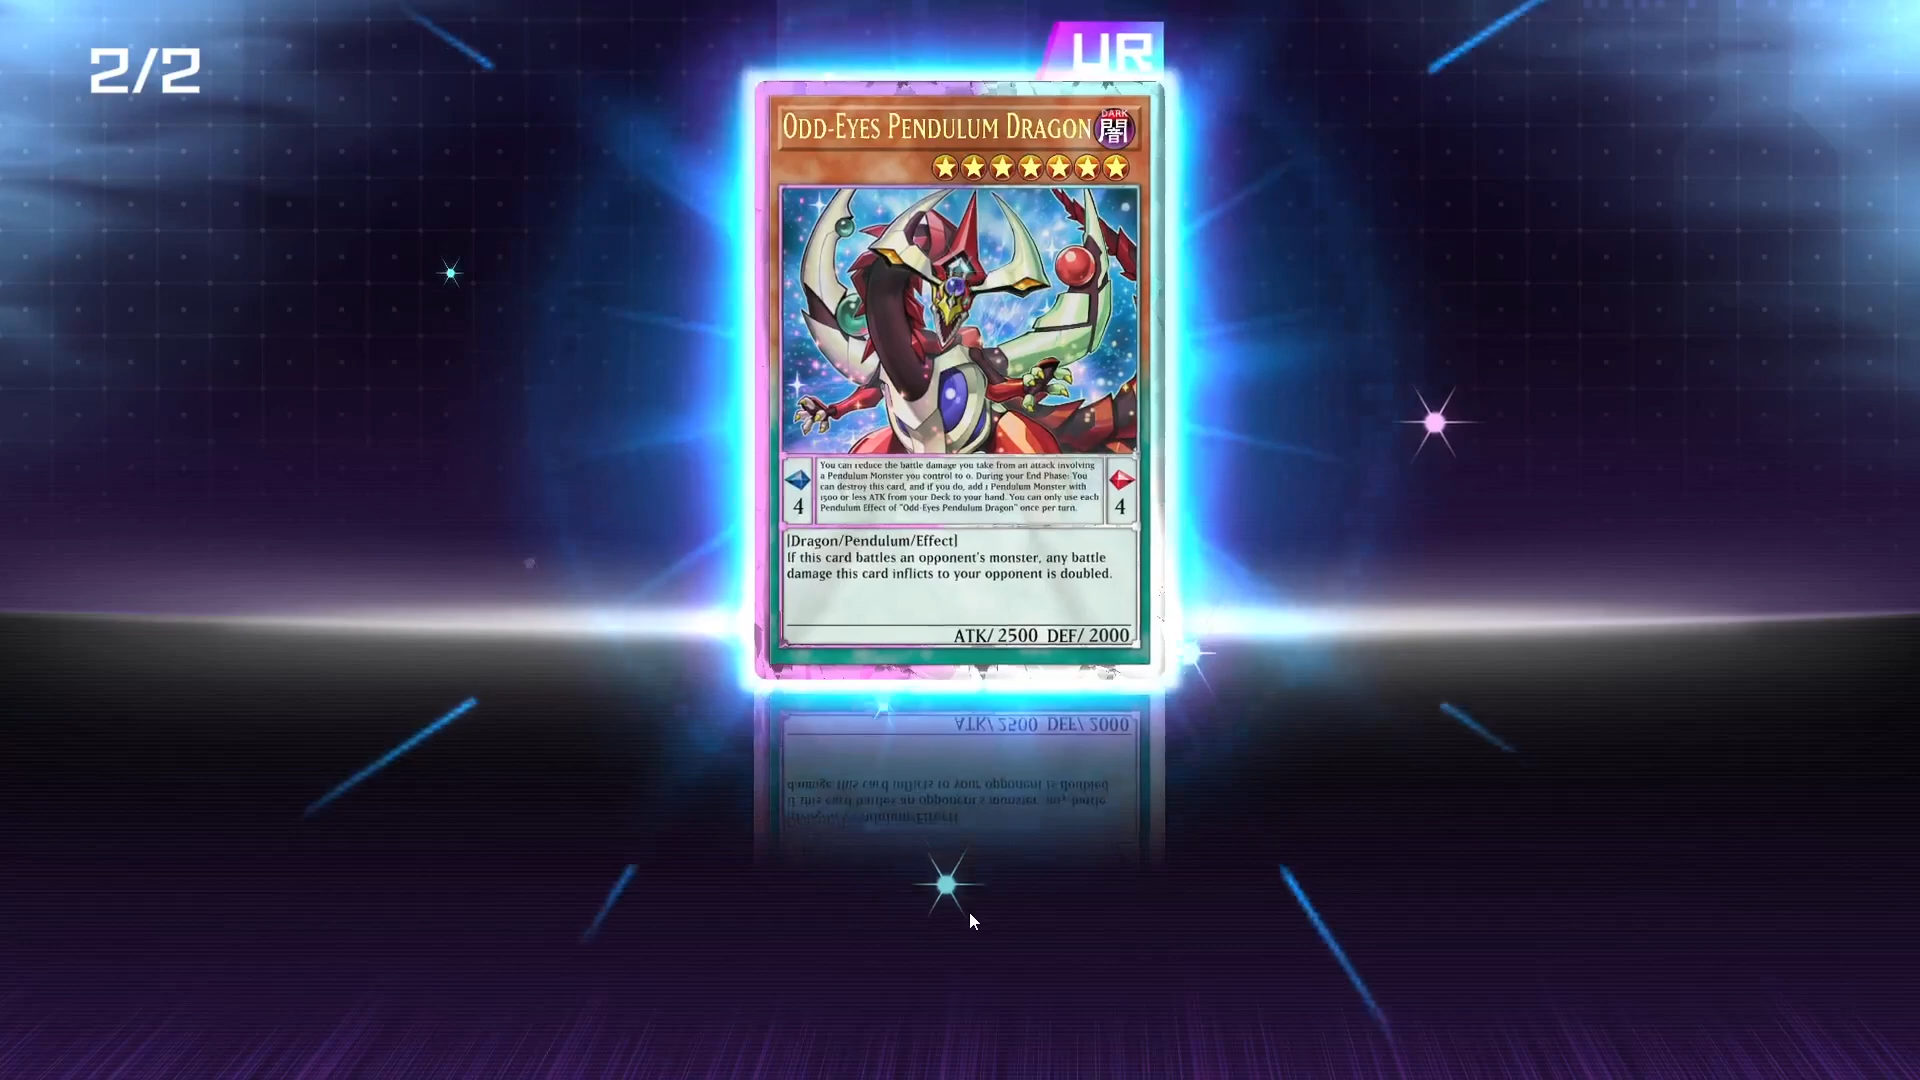 2/2
UR
ODD-EYES PENDULUM DRAGON
DARK
闇
You can reduce the battle damage you take from an attack involving
a Pendulum Monster you control to 0. During your End Phase: You
can destroy this card, and if you do, add 1 Pendulum Monster with
1500 or less ATK from your Deck to your hand. You can only use each
Pendulum Effect of "Odd-Eyes Pendulum Dragon" once per turn.
4
4
[Dragon/Pendulum/Effect]
If this card battles an opponent's monster, any battle
damage this card inflicts to your opponent is doubled.
ATK/ 2500 DEF/ 2000